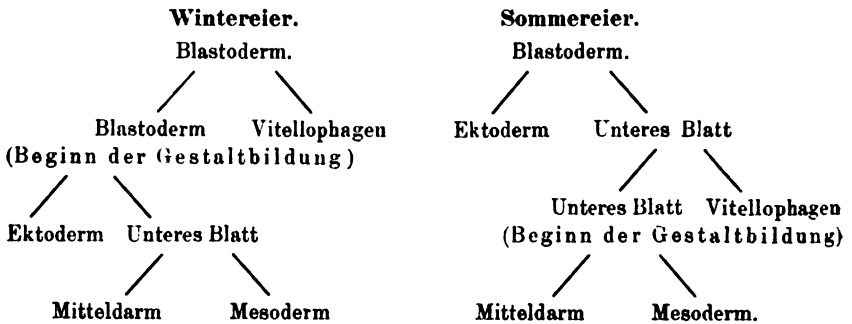 Wintereier. Sommereier.
Blastoderm. Blastoderm.
Blastoderm Vitellophagen Ektoderm Unteres Blatt
(Beginn der Gestaltbildung)
Unteres Blatt Vitellophagen
Ektoderm Unteres Blatt (Beginn der Gestaltbildung)
Mitteldarm Mesoderm Mitteldarm Mesoderm.